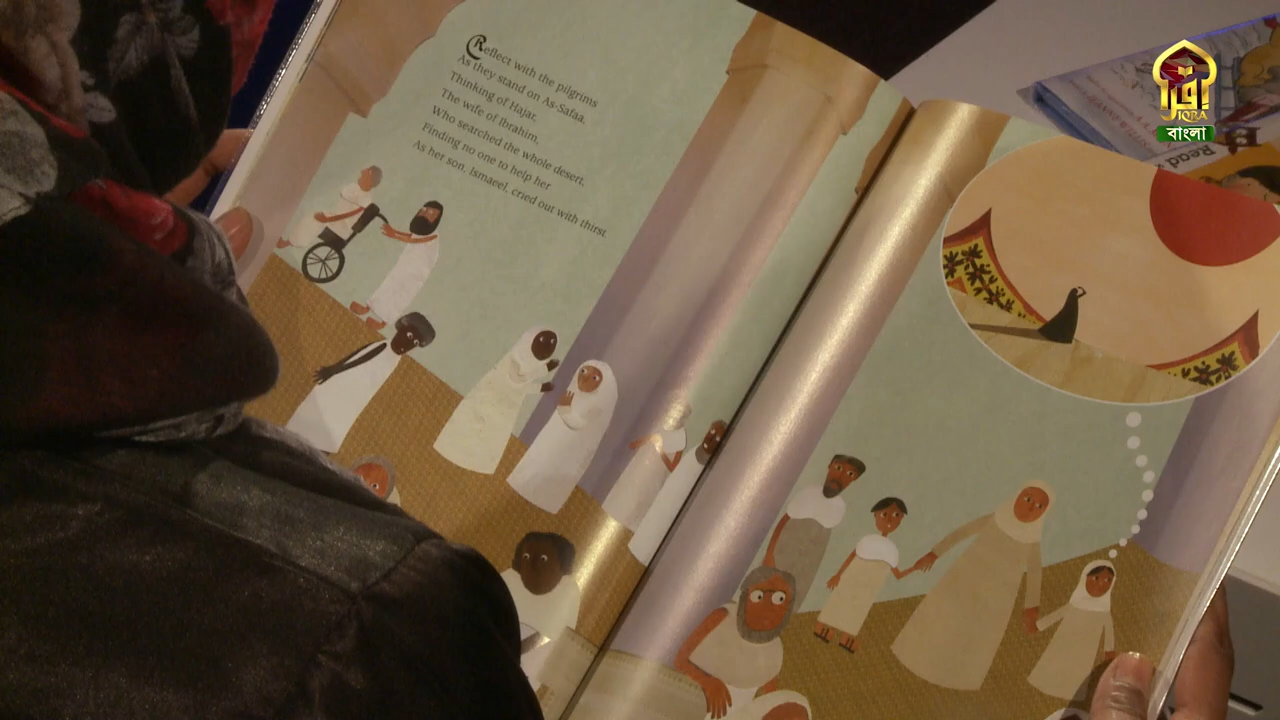 Reflect with the pilgrims
As they stand on As-Safaa.
Thinking of Hajar,
The wife of Ibrahim,
Who searched the whole desert,
Finding no one to help her
As her son, Ismaeel, cried out with thirst.
اقرأ
IQRA
বাংলা
Read